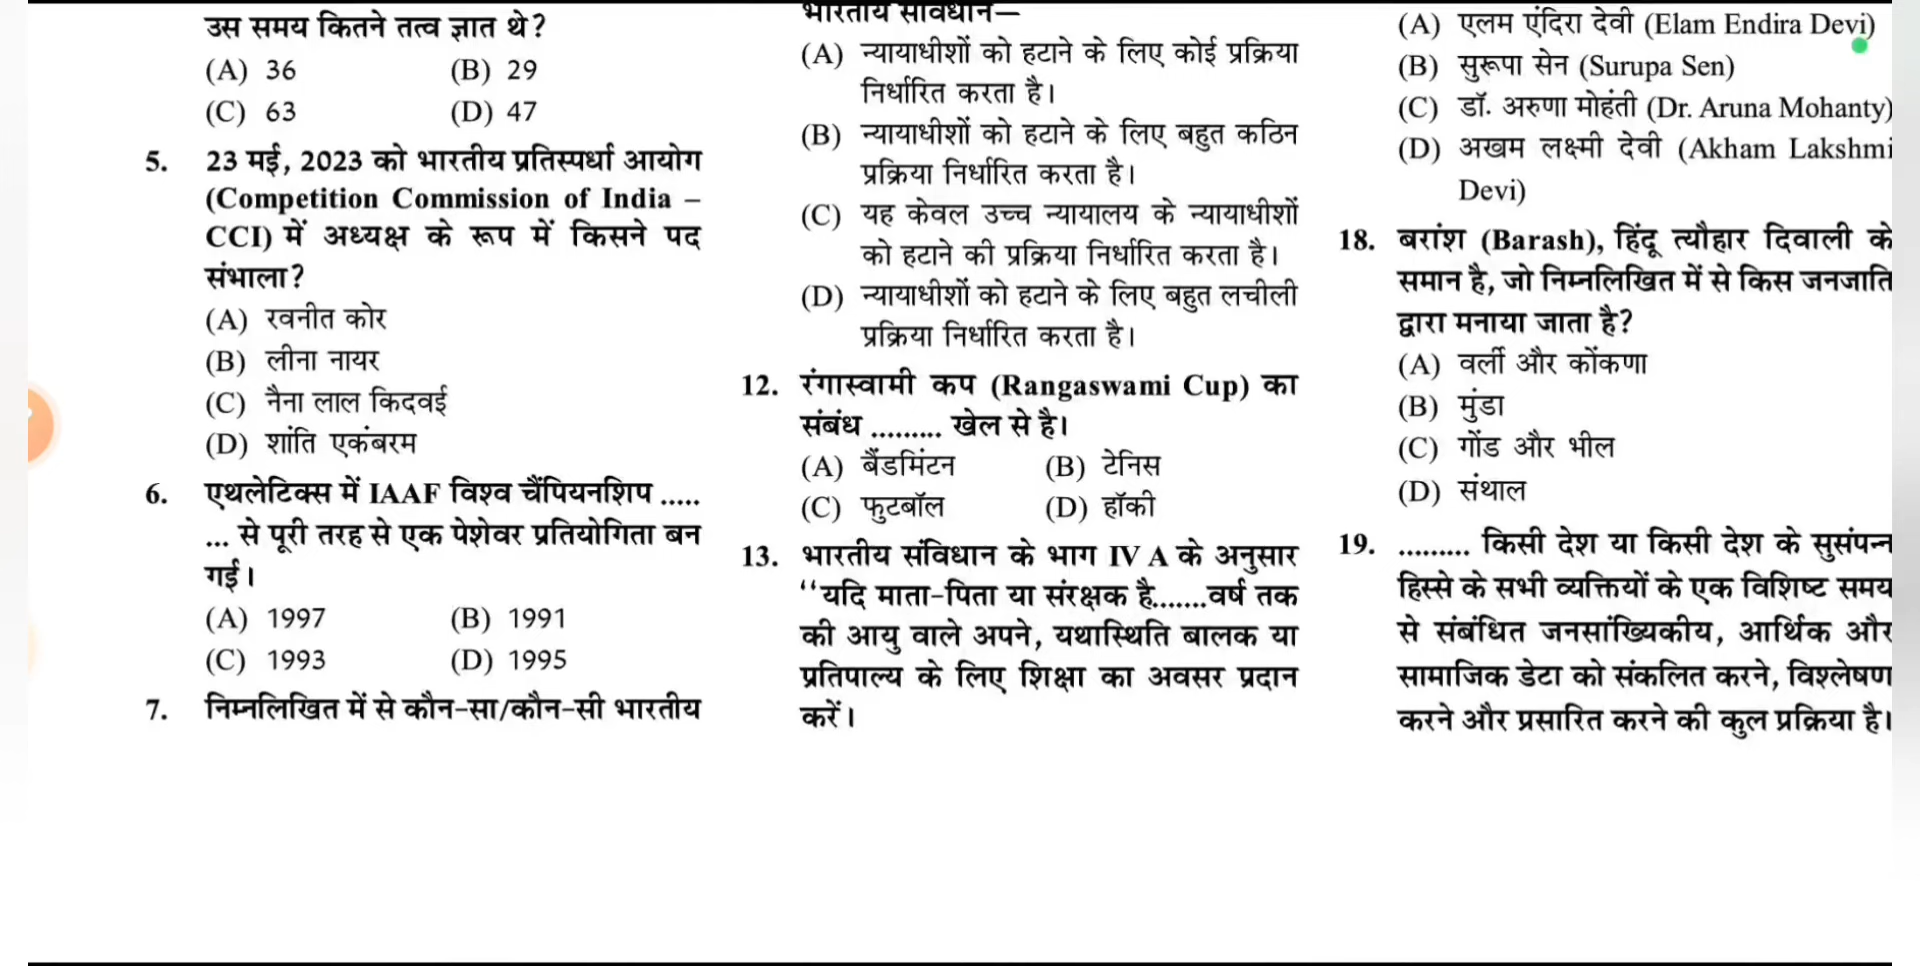 उस समय कितने तत्व ज्ञात थे?
(A) 36 (B) 29
(C) 63 (D) 47
5. 23 मई, 2023 को भारतीय प्रतिस्पर्धा आयोग
(Competition Commission of India –
CCI) में अध्यक्ष के रूप में किसने पद
संभाला?
(A) रवनीत कोर
(B) लीना नायर
(C) नैना लाल किदवई
(D) शांति एकंबरम
6. एथलेटिक्स में IAAF विश्व चैंपियनशिप .....
... से पूरी तरह से एक पेशेवर प्रतियोगिता बन
गई।
(A) 1997 (B) 1991
(C) 1993 (D) 1995
7. निम्नलिखित में से कौन-सा/कौन-सी भारतीय
भारतीय संविधान—
(A) न्यायाधीशों को हटाने के लिए कोई प्रक्रिया
निर्धारित करता है।
(B) न्यायाधीशों को हटाने के लिए बहुत कठिन
प्रक्रिया निर्धारित करता है।
(C) यह केवल उच्च न्यायालय के न्यायाधीशों
को हटाने की प्रक्रिया निर्धारित करता है।
(D) न्यायाधीशों को हटाने के लिए बहुत लचीली
प्रक्रिया निर्धारित करता है।
12. रंगास्वामी कप (Rangaswami Cup) का
संबंध ......... खेल से है।
(A) बैंडमिंटन (B) टेनिस
(C) फुटबॉल (D) हॉकी
13. भारतीय संविधान के भाग IV A के अनुसार
‘‘यदि माता-पिता या संरक्षक है.......वर्ष तक
की आयु वाले अपने, यथास्थिति बालक या
प्रतिपाल्य के लिए शिक्षा का अवसर प्रदान
करें।
(A) एलम एंदिरा देवी (Elam Endira Devi)
(B) सुरूपा सेन (Surupa Sen)
(C) डॉ. अरुणा मोहंती (Dr. Aruna Mohanty)
(D) अखम लक्ष्मी देवी (Akham Lakshmi
Devi)
18. बरांश (Barash), हिंदू त्यौहार दिवाली के
समान है, जो निम्नलिखित में से किस जनजाति
द्वारा मनाया जाता है?
(A) वर्ली और कोंकणा
(B) मुंडा
(C) गोंड और भील
(D) संथाल
19. ......... किसी देश या किसी देश के सुसंपन्न
हिस्से के सभी व्यक्तियों के एक विशिष्ट समय
से संबंधित जनसांख्यिकीय, आर्थिक और
सामाजिक डेटा को संकलित करने, विश्लेषण
करने और प्रसारित करने की कुल प्रक्रिया है।